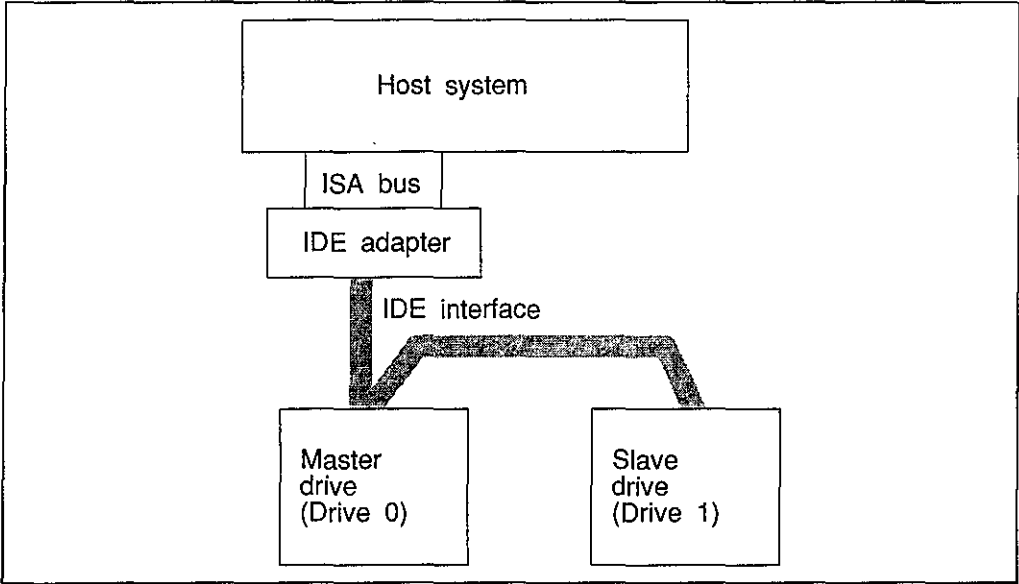 Host system
ISA bus
IDE adapter
IDE interface
Master
drive
(Drive 0)
Slave
drive
(Drive 1)